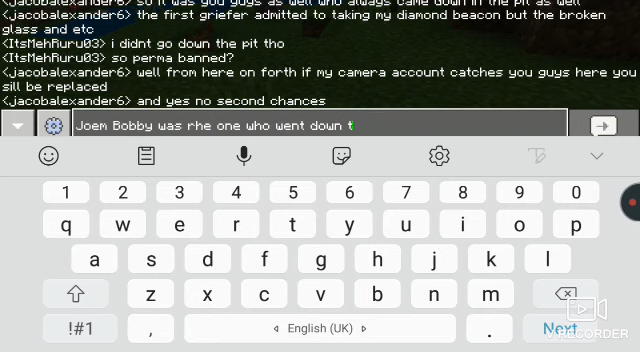 <jacobalexander6> so it was you guys as well who always came down in the pit as well
<jacobalexander6> the first griefer admitted to taking my diamond beacon but the broken
glass and etc
<ItsMehRuru03> i didnt go down the pit tho
<ItsMehRuru03> so perma banned?
<jacobalexander6> well from here on forth if my camera account catches you guys here you
sill be replaced
<jacobalexander6> and yes no second chances
Joem Bobby was rhe one who went down t
1 2 3 4 5 6 7 8 9 0
q w e r t y u i o p
a s d f g h j k l
z x c v b n m
!#1 , English (UK) . Next
V RECORDER